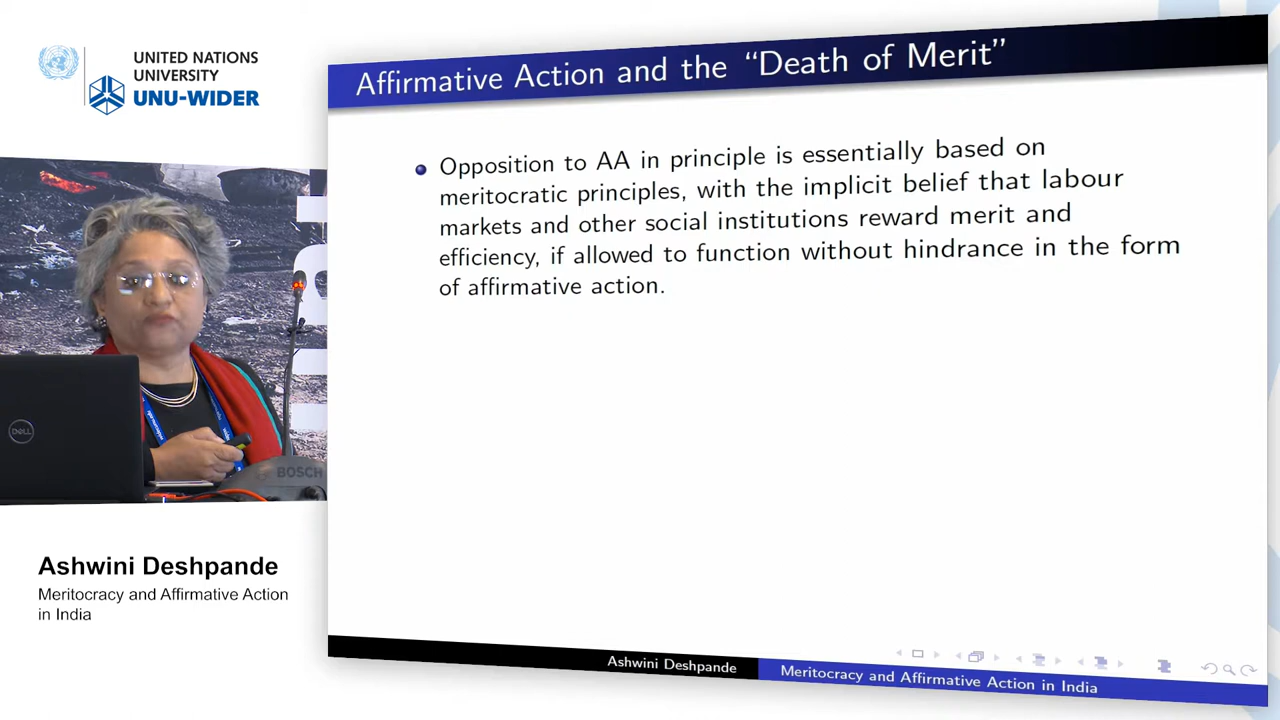 UNITED NATIONS
UNIVERSITY
UNU-WIDER
Affirmative Action and the “Death of Merit”
Opposition to AA in principle is essentially based on
meritocratic principles, with the implicit belief that labour
markets and other social institutions reward merit and
efficiency, if allowed to function without hindrance in the form
of affirmative action.
DELL
BOSCH
Ashwini Deshpande
Meritocracy and Affirmative Action
in India
Ashwini Deshpande
Meritocracy and Affirmative Action in India